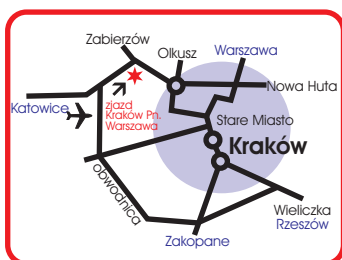 Zabierzów
Olkusz
Warszawa
Nowa Huta
Katowice
zjazd
Kraków Pn.
Warszawa
Stare Miasto
Kraków
obwodnica
Wieliczka
Rzeszów
Zakopane